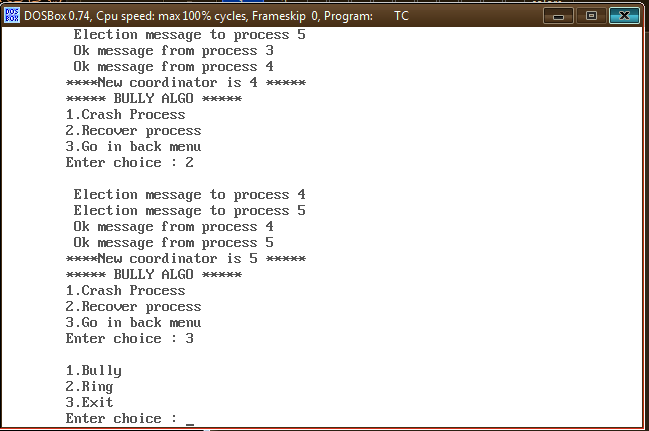 DOSBox 0.74, Cpu speed: max 100% cycles, Frameskip 0, Program: TC
Election message to process 5
Ok message from process 3
Ok message from process 4
****New coordinator is 4 *****
***** BULLY ALGO *****
1.Crash Process
2.Recover process
3.Go in back menu
Enter choice : 2
Election message to process 4
Election message to process 5
Ok message from process 4
Ok message from process 5
****New coordinator is 5 *****
***** BULLY ALGO *****
1.Crash Process
2.Recover process
3.Go in back menu
Enter choice : 3
1.Bully
2.Ring
3.Exit
Enter choice : _